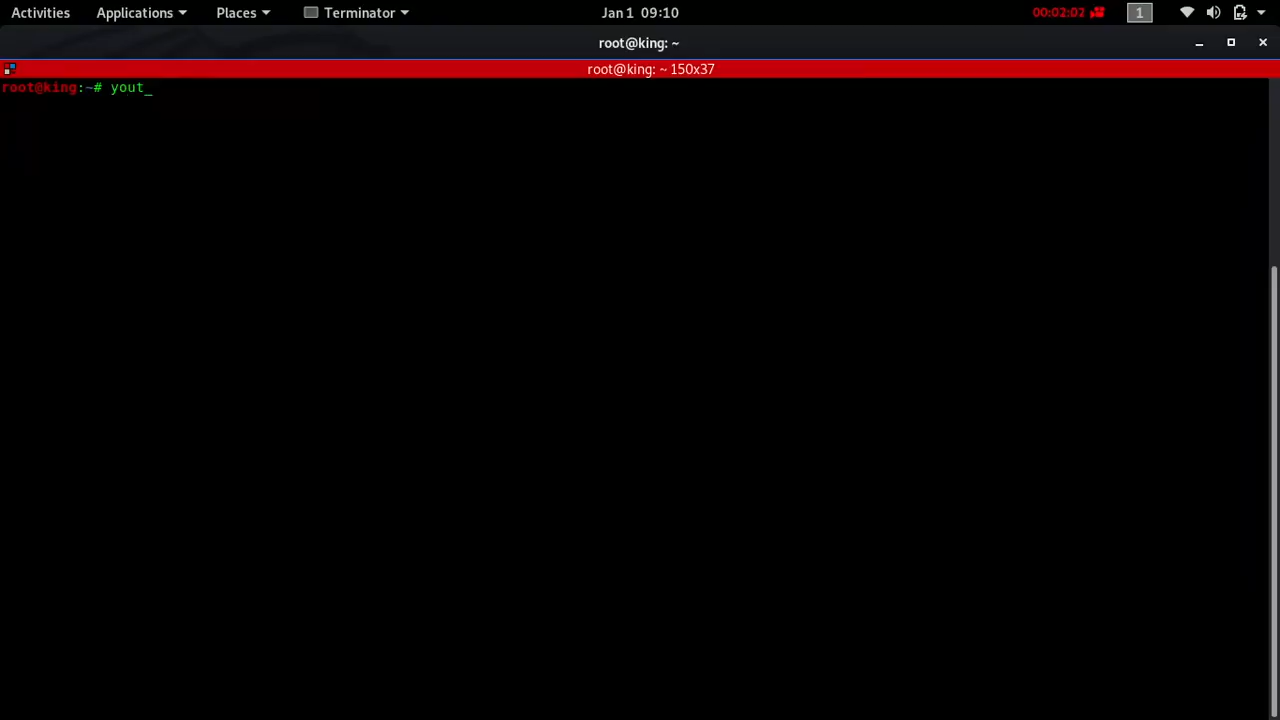 Activities Applications Places Terminator Jan 1 09:10 00:02:02 1
root@king: ~
root@king: ~ 150x37
root@king:~# yout_